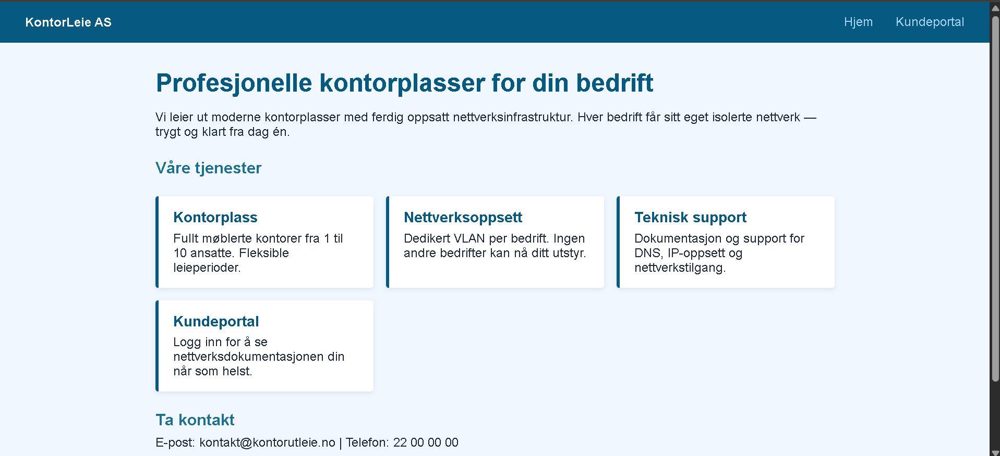 KontorLeie AS
Hjem
Kundeportal
Profesjonelle kontorplasser for din bedrift
Vi leier ut moderne kontorplasser med ferdig oppsatt nettverksinfrastruktur. Hver bedrift får sitt eget isolerte nettverk —
trygt og klart fra dag én.
Våre tjenester
Kontorplass
Fullt møblerte kontorer fra 1 til
10 ansatte. Fleksible
leieperioder.
Nettverksoppsett
Dedikert VLAN per bedrift. Ingen
andre bedrifter kan nå ditt utstyr.
Teknisk support
Dokumentasjon og support for
DNS, IP-oppsett og
nettverkstilgang.
Kundeportal
Logg inn for å se
nettverksdokumentasjonen din
når som helst.
Ta kontakt
E-post: kontakt@kontorutleie.no | Telefon: 22 00 00 00